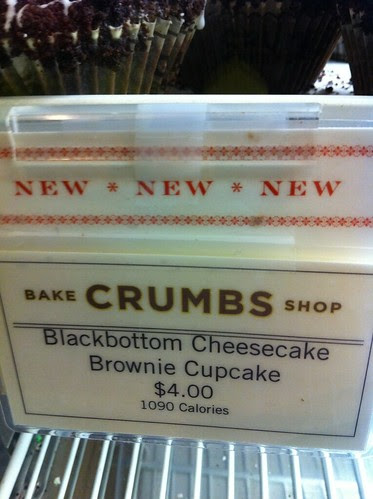 NEW * NEW * NEW
BAKE CRUMBS SHOP
Blackbottom Cheesecake
Brownie Cupcake
$4.00
1090 Calories